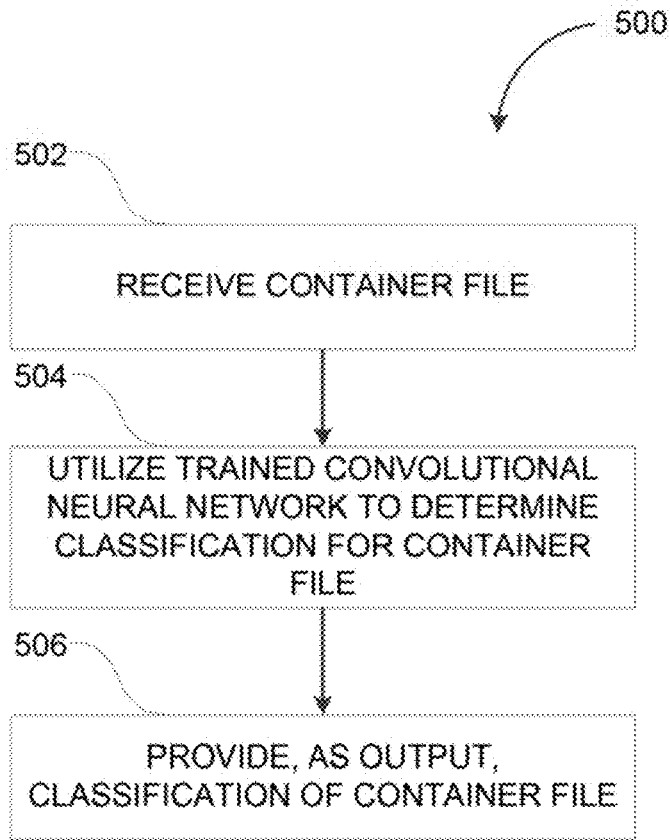 500
502
RECEIVE CONTAINER FILE
504
UTILIZE TRAINED CONVOLUTIONAL
NEURAL NETWORK TO DETERMINE
CLASSIFICATION FOR CONTAINER
FILE
506
PROVIDE, AS OUTPUT,
CLASSIFICATION OF CONTAINER FILE